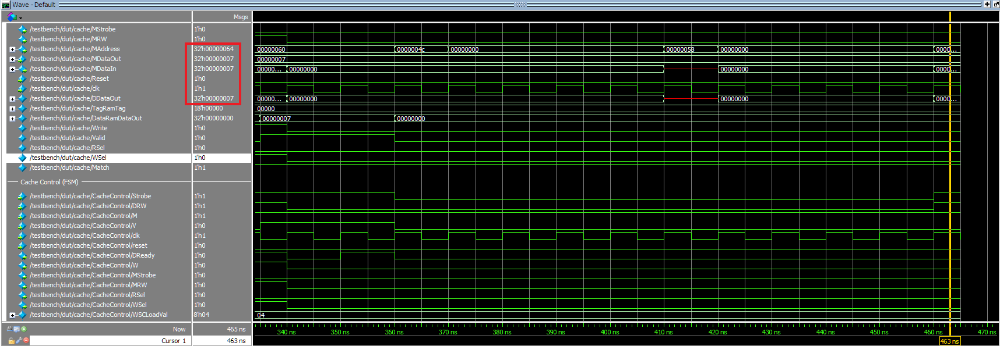 Wave - Default
Msgs
/testbench/dut/cache/MStrobe 1'h0
/testbench/dut/cache/MRW 1'h0
/testbench/dut/cache/MAddress 32'h00000064 00000060 0000004c 00000000 00000058 00000000 0000...
/testbench/dut/cache/MDataOut 32'h00000007 00000007
/testbench/dut/cache/MDataIn 32'h00000007 00000... 00000000 00000000 0000...
/testbench/dut/cache/Reset 1'h0
/testbench/dut/cache/clk 1'h1
/testbench/dut/cache/DDataOut 32'h00000007 00000... 00000000 00000000 0000...
/testbench/dut/cache/TagRamTag 18'h00000 00000
/testbench/dut/cache/DataRamDataOut 32'h00000000 00000007 00000000
/testbench/dut/cache/Write 1'h0
/testbench/dut/cache/Valid 1'h0
/testbench/dut/cache/RSel 1'h0
/testbench/dut/cache/WSel 1'h0
/testbench/dut/cache/Match 1'h1
Cache Control (FSM)
/testbench/dut/cache/CacheControl/Strobe 1'h1
/testbench/dut/cache/CacheControl/DRW 1'h1
/testbench/dut/cache/CacheControl/M 1'h1
/testbench/dut/cache/CacheControl/V 1'h0
/testbench/dut/cache/CacheControl/clk 1'h1
/testbench/dut/cache/CacheControl/reset 1'h0
/testbench/dut/cache/CacheControl/DReady 1'h0
/testbench/dut/cache/CacheControl/W 1'h0
/testbench/dut/cache/CacheControl/MStrobe 1'h0
/testbench/dut/cache/CacheControl/MRW 1'h0
/testbench/dut/cache/CacheControl/RSel 1'h0
/testbench/dut/cache/CacheControl/WSel 1'h0
/testbench/dut/cache/CacheControl/WSCLoadVal 8'h04 04
Now 465 ns 340 ns 350 ns 360 ns 370 ns 380 ns 390 ns 400 ns 410 ns 420 ns 430 ns 440 ns 450 ns 460 ns 470 ns
Cursor 1 463 ns 463 ns